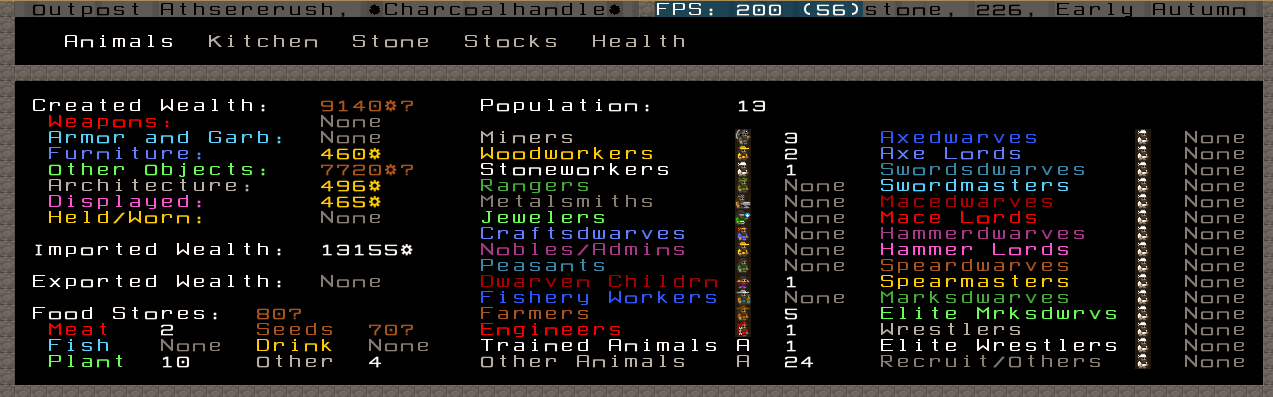 Outpost Athsererush, ●Charcoalhandle● FPS: 200 (56) stone, 226, Early Autumn
Animals Kitchen Stone Stocks Health
Created Wealth: 9140☼? Population: 13
Weapons: None
Armor and Garb: None Miners 3 Axedwarves None
Furniture: 460☼ Woodworkers 2 Axe Lords None
Other Objects: 7720☼? Stoneworkers 1 Swordsdwarves None
Architecture: 496☼ Rangers None Swordmasters None
Displayed: 465☼ Metalsmiths None Macedwarves None
Held/Worn: None Jewelers None Mace Lords None
Craftsdwarves None Hammerdwarves None
Imported Wealth: 13155☼ Nobles/Admins None Hammer Lords None
Peasants None Speardwarves None
Exported Wealth: None Dwarven Childrn 1 Spearmasters None
Fishery Workers None Marksdwarves None
Food Stores: 80? Farmers 5 Elite Mrksdwrvs None
Meat 2 Seeds 70? Engineers 1 Wrestlers None
Fish None Drink None Trained Animals A 1 Elite Wrestlers None
Plant 10 Other 4 Other Animals A 24 Recruit/Others None